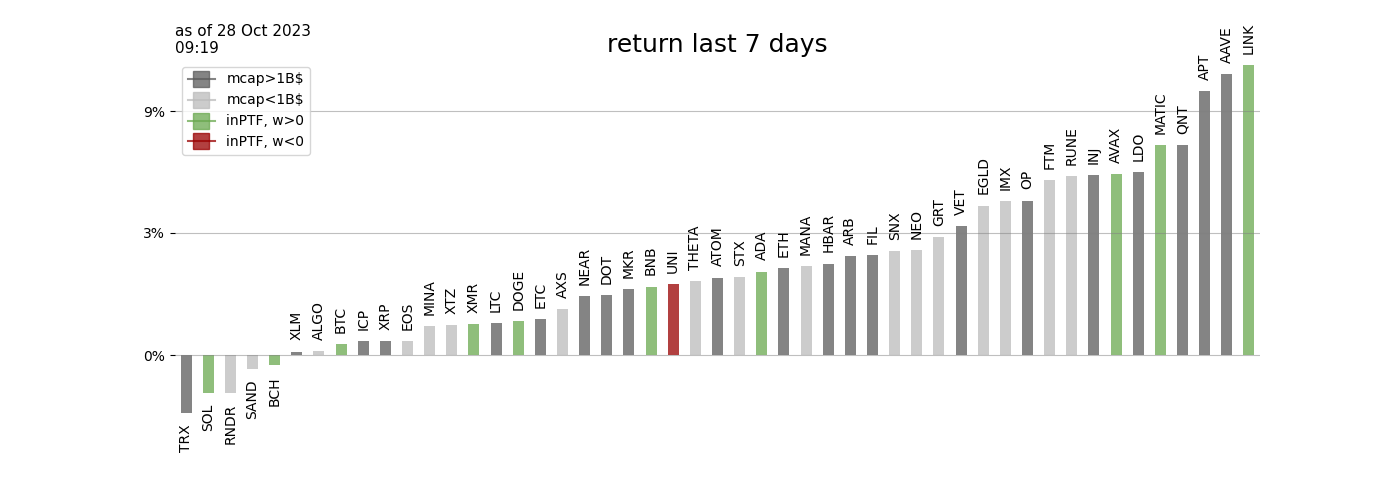 as of 28 Oct 2023
09:19
return last 7 days
mcap>1B$
mcap<1B$
inPTF, w>0
inPTF, w<0
9%
3%
0%
TRX
SOL
RNDR
SAND
BCH
XLM
ALGO
BTC
ICP
XRP
EOS
MINA
XTZ
XMR
LTC
DOGE
ETC
AXS
NEAR
DOT
MKR
BNB
UNI
THETA
ATOM
STX
ADA
ETH
MANA
HBAR
ARB
FIL
SNX
NEO
GRT
VET
EGLD
IMX
OP
FTM
RUNE
INJ
AVAX
LDO
MATIC
QNT
APT
AAVE
LINK